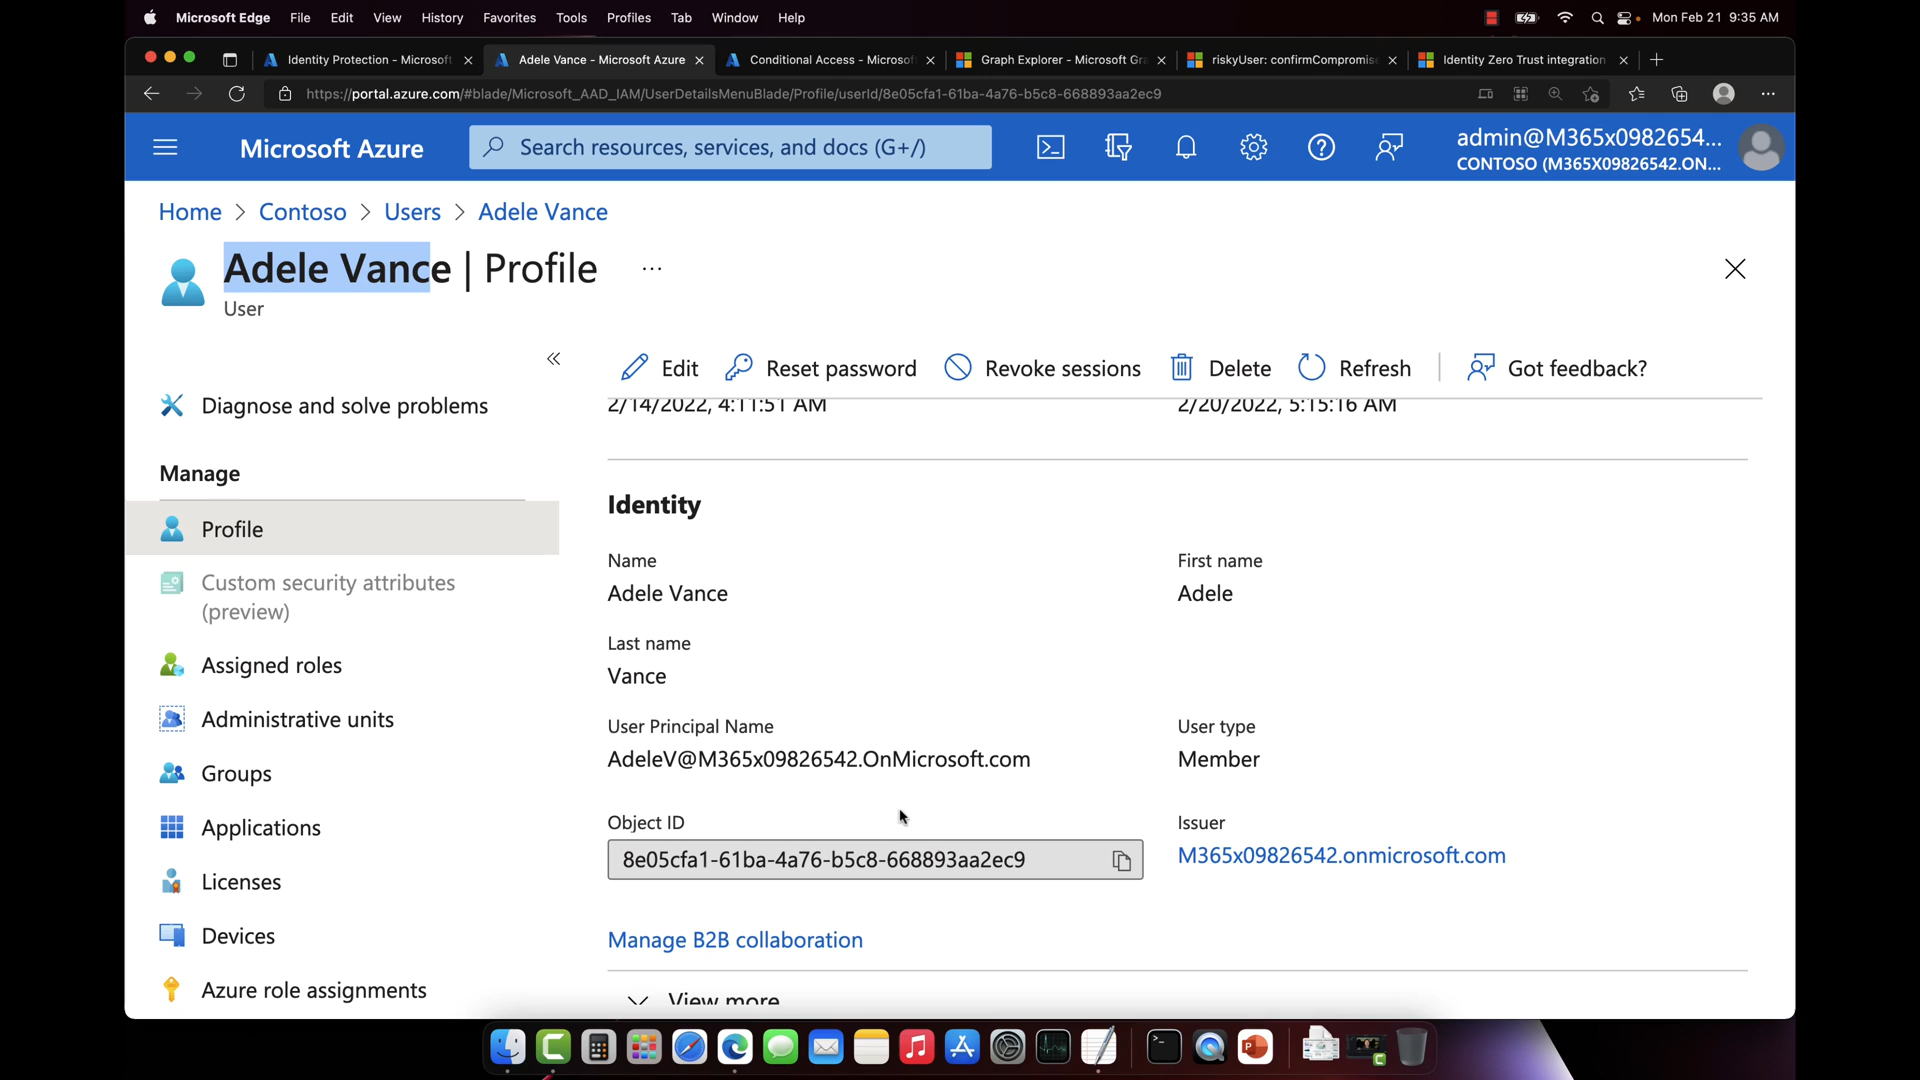 Microsoft Edge File Edit View History Favorites Tools Profiles Tab Window Help Mon Feb 21 9:35 AM
Identity Protection - Microsoft Adele Vance - Microsoft Azure Conditional Access - Microsof Graph Explorer - Microsoft Gra riskyUser: confirmCompromise Identity Zero Trust integration
https://portal.azure.com/#blade/Microsoft_AAD_IAM/UserDetailsMenuBlade/Profile/userId/8e05cfa1-61ba-4a76-b5c8-668893aa2ec9
Microsoft Azure Search resources, services, and docs (G+/) admin@M365x0982654...
CONTOSO (M365X09826542.ON...
Home > Contoso > Users > Adele Vance
Adele Vance | Profile ...
User
Edit Reset password Revoke sessions Delete Refresh Got feedback?
Diagnose and solve problems
Manage
Profile
Custom security attributes
(preview)
Assigned roles
Administrative units
Groups
Applications
Licenses
Devices
Azure role assignments
2/14/2022, 4:11:51 AM 2/20/2022, 5:15:16 AM
Identity
Name First name
Adele Vance Adele
Last name
Vance
User Principal Name User type
AdeleV@M365x09826542.OnMicrosoft.com Member
Object ID Issuer
8e05cfa1-61ba-4a76-b5c8-668893aa2ec9 M365x09826542.onmicrosoft.com
Manage B2B collaboration
View more